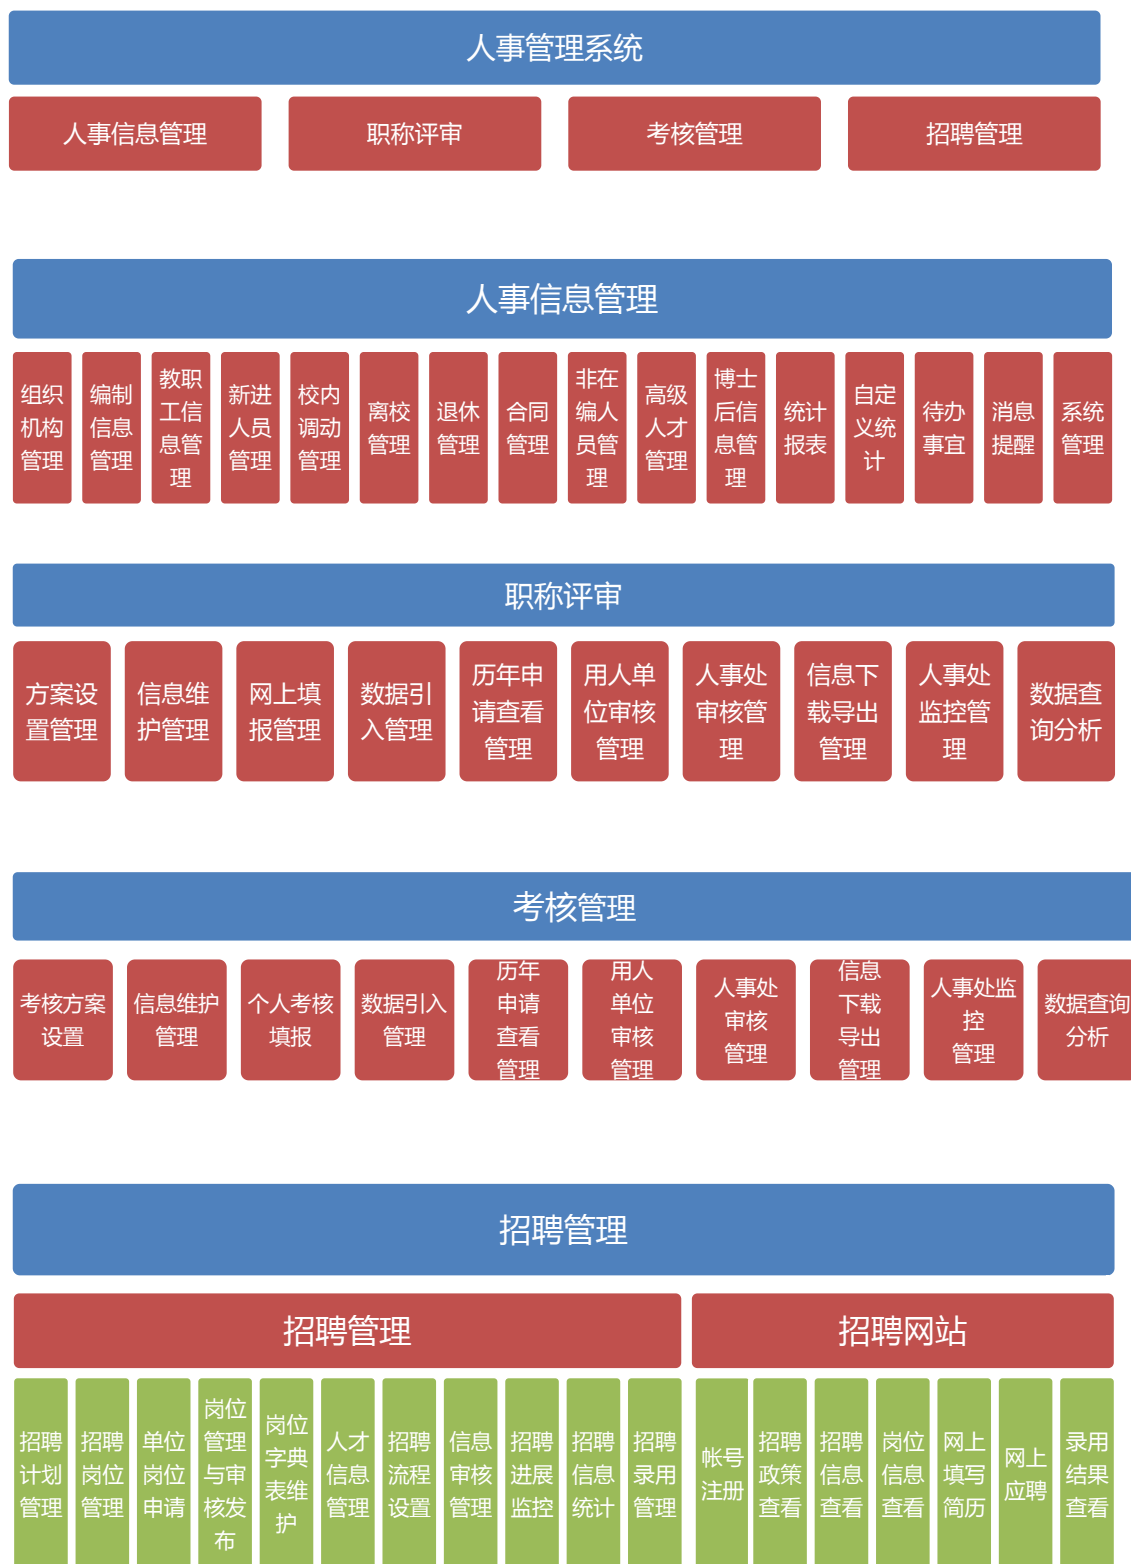 人事管理系统
人事信息管理
职称评审
考核管理
招聘管理
人事信息管理
组织
机构
管理
编制
信息
管理
教职
工信
息管
理
新进
人员
管理
校内
调动
管理
离校
管理
退休
管理
合同
管理
非在
编人
员管
理
高级
人才
管理
博士
后信
息管
理
统计
报表
自定
义统
计
待办
事宜
消息
提醒
系统
管理
职称评审
方案设
置管理
信息维
护管理
网上填
报管理
数据引
入管理
历年申
请查看
管理
用人单
位审核
管理
人事处
审核管
理
信息下
载导出
管理
人事处
监控管
理
数据查
询分析
考核管理
考核方案
设置
信息维护
管理
个人考核
填报
数据引入
管理
历年
申请
查看
管理
用人
单位
审核
管理
人事处
审核
管理
信息
下载
导出
管理
人事处监
控
管理
数据查询
分析
招聘管理
招聘管理
招聘网站
招聘
计划
管理
招聘
岗位
管理
单位
岗位
申请
岗位
管理
与审
核发
布
岗位
字典
表维
护
人才
信息
管理
招聘
流程
设置
信息
审核
管理
招聘
进展
监控
招聘
信息
统计
招聘
录用
管理
帐号
注册
招聘
政策
查看
招聘
信息
查看
岗位
信息
查看
网上
填写
简历
网上
应聘
录用
结果
查看